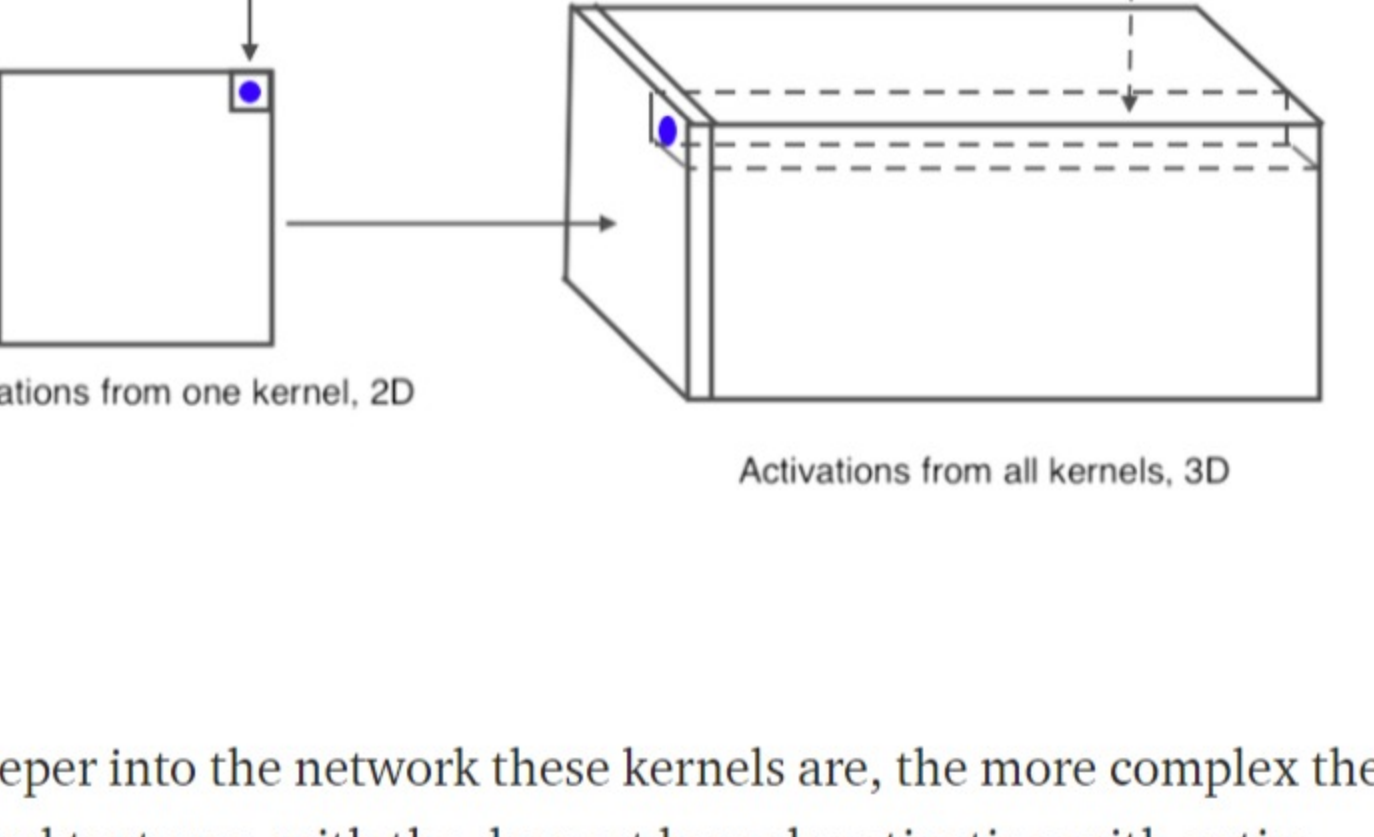 ations from one kernel, 2D
Activations from all kernels, 3D
eper into the network these kernels are, the more complex the